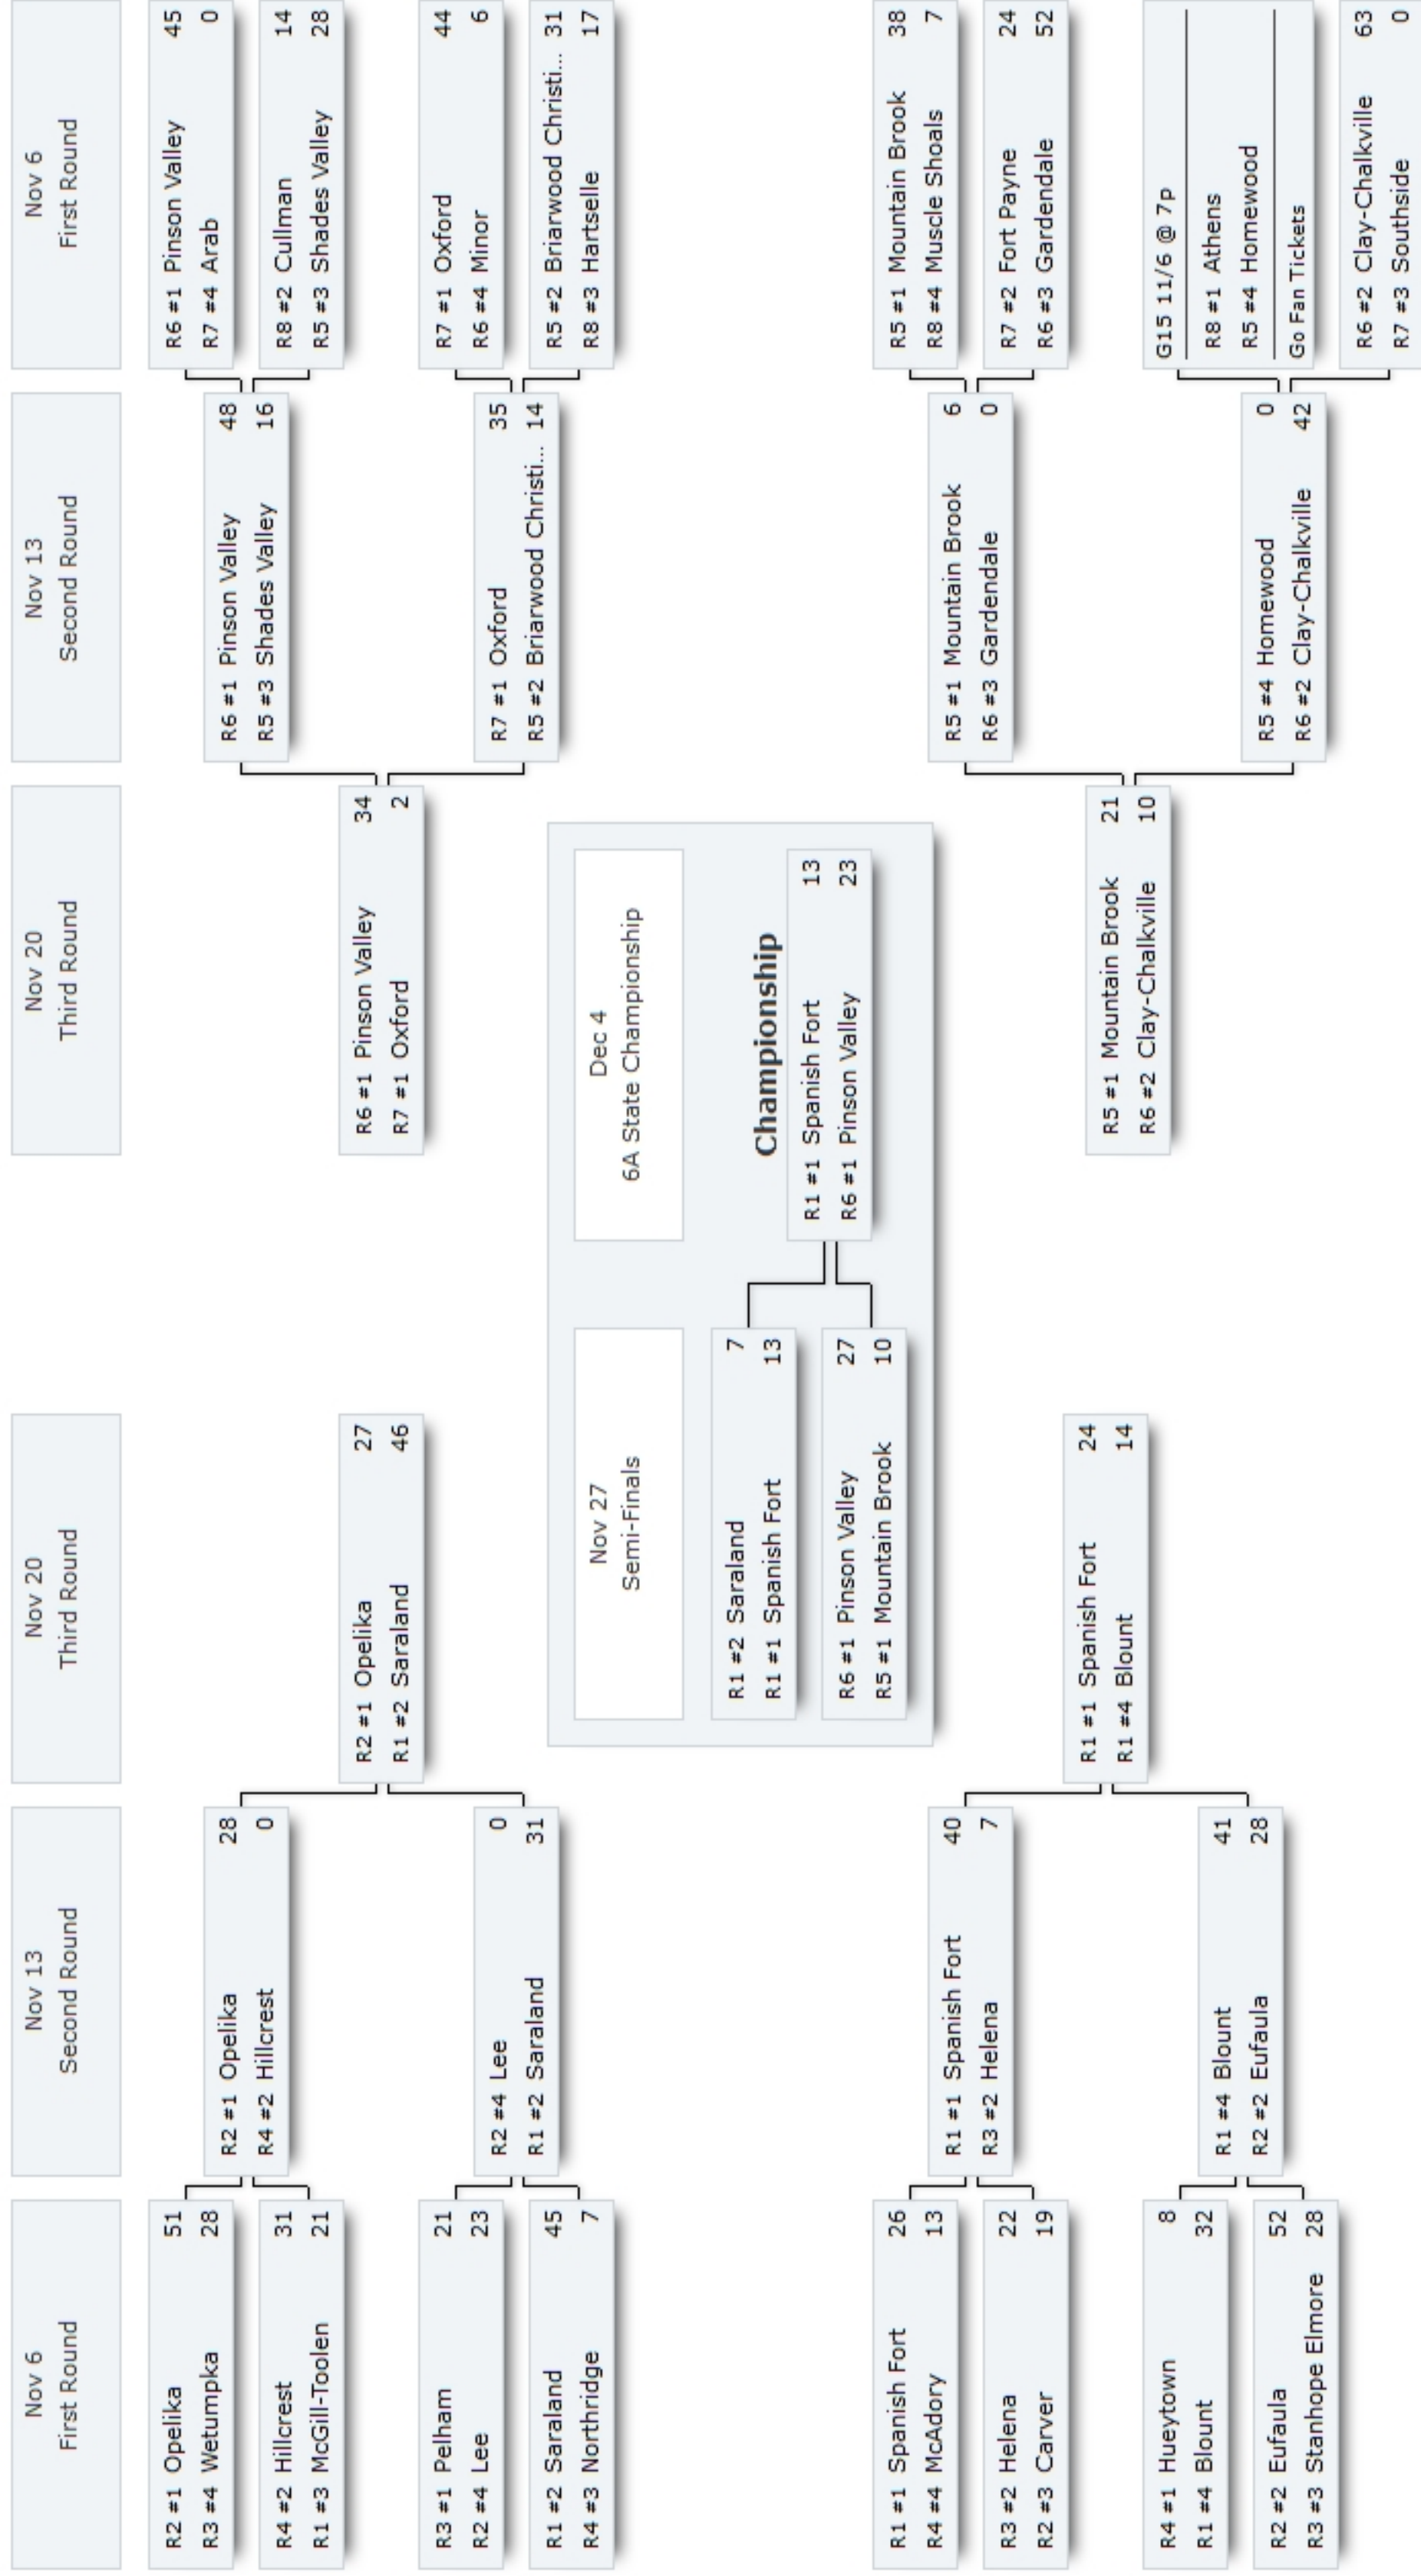 Nov 6
First Round
Nov 13
Second Round
Nov 20
Third Round
Nov 20
Third Round
Nov 13
Second Round
Nov 6
First Round
R2 #1 Opelika 51
R3 #4 Wetumpka 28
R4 #2 Hillcrest 31
R1 #3 McGill-Toolen 21
R3 #1 Pelham 21
R2 #4 Lee 23
R1 #2 Saraland 45
R4 #3 Northridge 7
R1 #1 Spanish Fort 26
R4 #4 McAdory 13
R3 #2 Helena 22
R2 #3 Carver 19
R4 #1 Hueytown 8
R1 #4 Blount 32
R2 #2 Eufaula 52
R3 #3 Stanhope Elmore 28
R2 #1 Opelika 28
R4 #2 Hillcrest 0
R2 #4 Lee 0
R1 #2 Saraland 31
R1 #1 Spanish Fort 40
R3 #2 Helena 7
R1 #4 Blount 41
R2 #2 Eufaula 28
R2 #1 Opelika 27
R1 #2 Saraland 46
R1 #1 Spanish Fort 24
R1 #4 Blount 14
Nov 27
Semi-Finals
R1 #2 Saraland 7
R1 #1 Spanish Fort 13
R6 #1 Pinson Valley 27
R5 #1 Mountain Brook 10
Dec 4
6A State Championship
Championship
R1 #1 Spanish Fort 13
R6 #1 Pinson Valley 23
R6 #1 Pinson Valley 34
R7 #1 Oxford 2
R5 #1 Mountain Brook 21
R6 #2 Clay-Chalkville 10
R6 #1 Pinson Valley 48
R5 #3 Shades Valley 16
R7 #1 Oxford 35
R5 #2 Briarwood Christi... 14
R5 #1 Mountain Brook 6
R6 #3 Gardendale 0
R5 #4 Homewood 0
R6 #2 Clay-Chalkville 42
R6 #1 Pinson Valley 45
R7 #4 Arab 0
R8 #2 Cullman 14
R5 #3 Shades Valley 28
R7 #1 Oxford 44
R6 #4 Minor 6
R5 #2 Briarwood Christi... 31
R8 #3 Hartselle 17
R5 #1 Mountain Brook 38
R8 #4 Muscle Shoals 7
R7 #2 Fort Payne 24
R6 #3 Gardendale 52
G15 11/6 @ 7p
R8 #1 Athens
R5 #4 Homewood
Go Fan Tickets
R6 #2 Clay-Chalkville 63
R7 #3 Southside 0